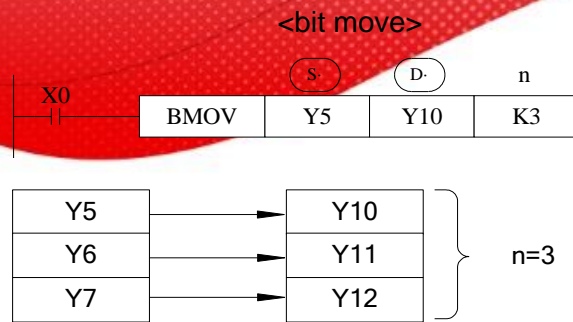 <bit move>
S· D· n
X0
BMOV Y5 Y10 K3
Y5 Y10
Y6 Y11 n=3
Y7 Y12